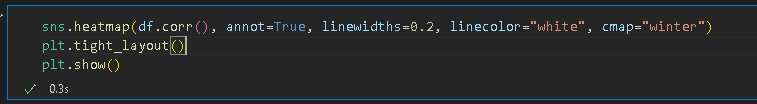 sns.heatmap(df.corr(), annot=True, linewidths=0.2, linecolor="white", cmap="winter")
plt.tight_layout()
plt.show()
0.3s